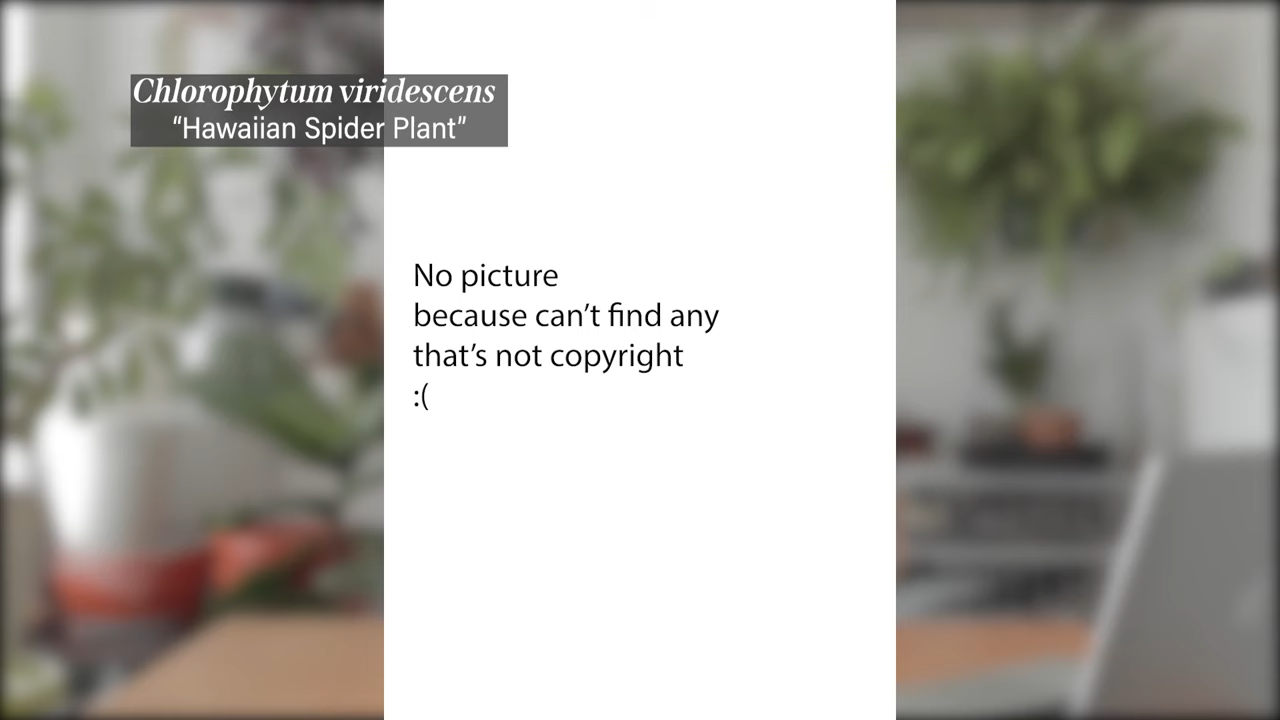 Chlorophytum viridescens
“Hawaiian Spider Plant”
No picture
because can’t find any
that’s not copyright
:(